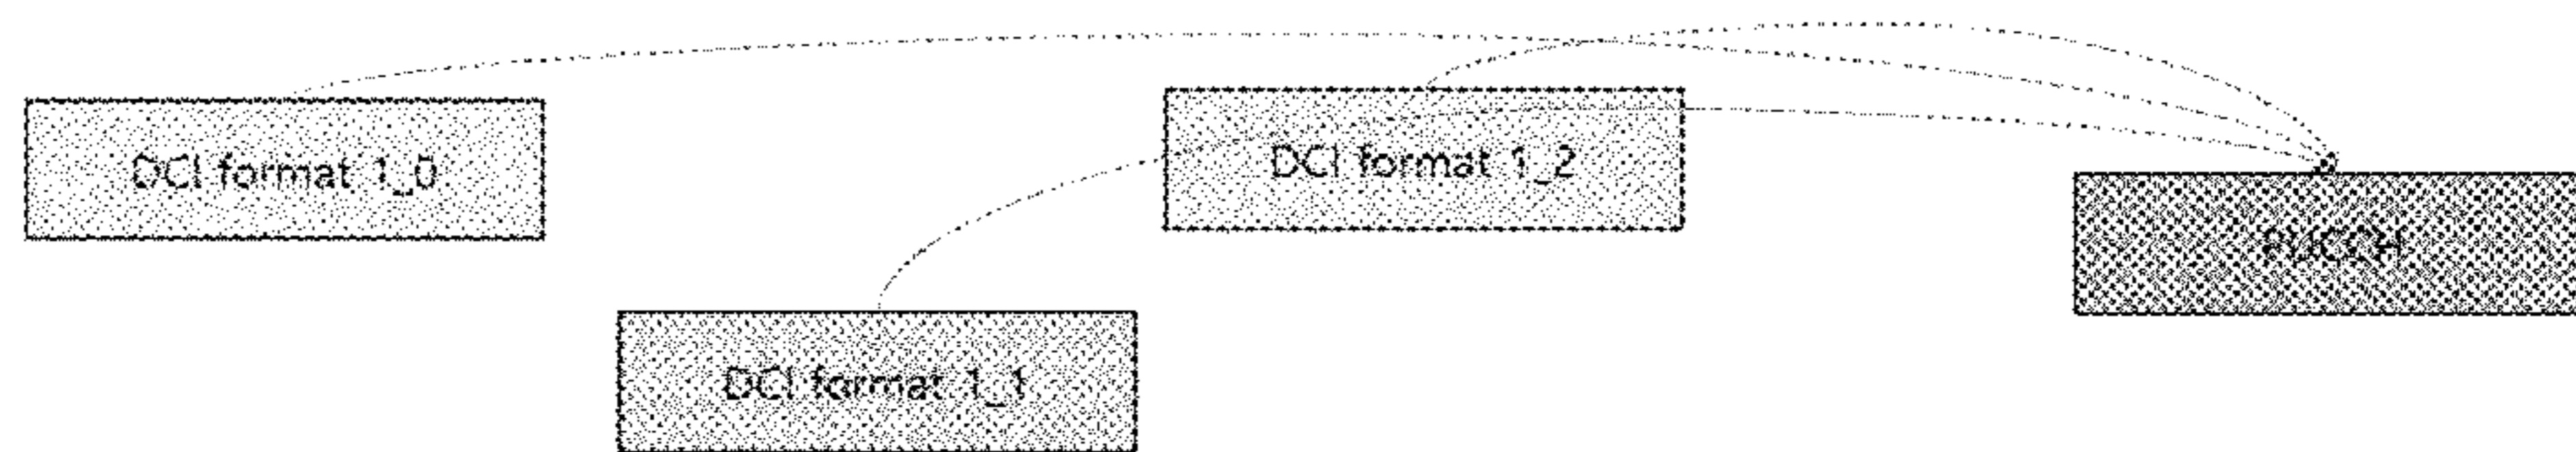 DCI format 1_0
DCI format 1_2
PUCCH
DCI format 1_1